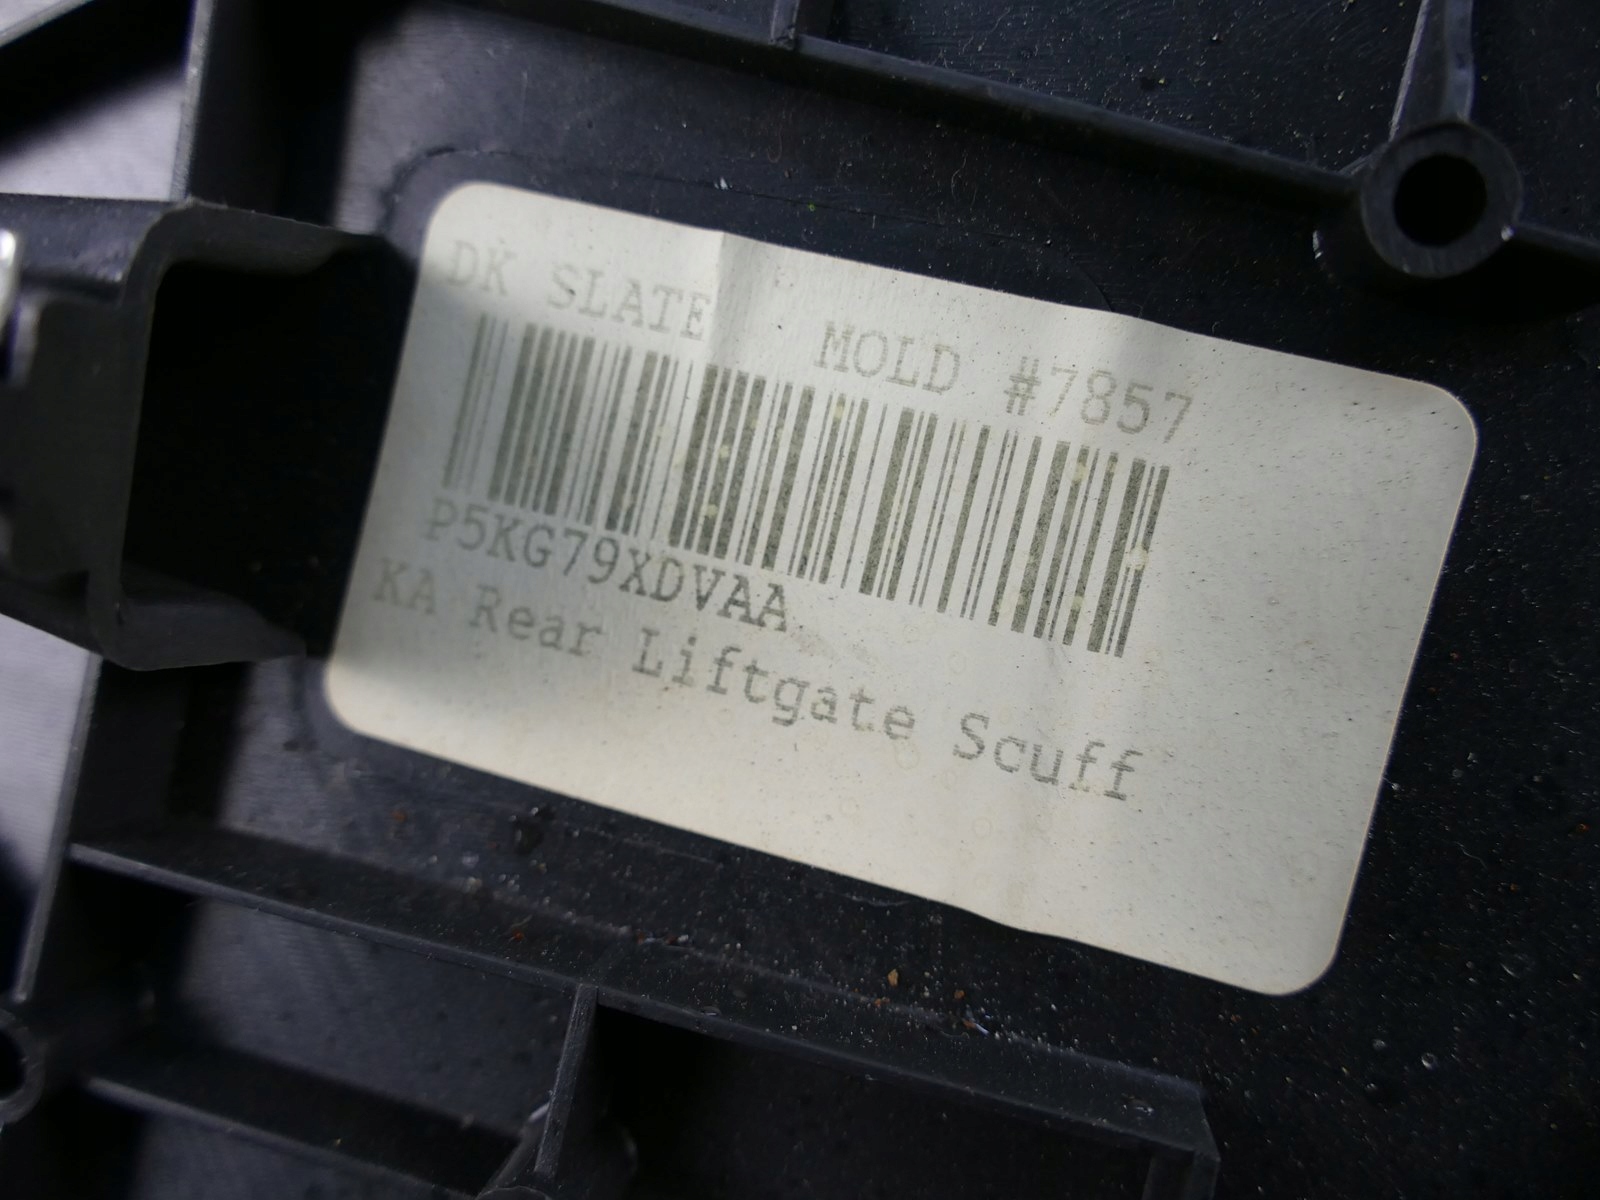 DK SLATE MOLD #7857
P5KG79XDVAA
KA Rear Liftgate Scuff